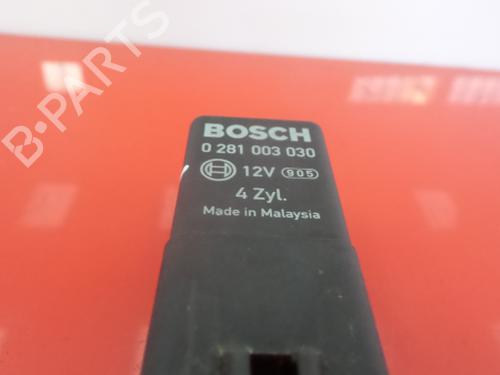 BOSCH
0 281 003 030
12V 905
4 Zyl.
Made in Malaysia
B-PARTS